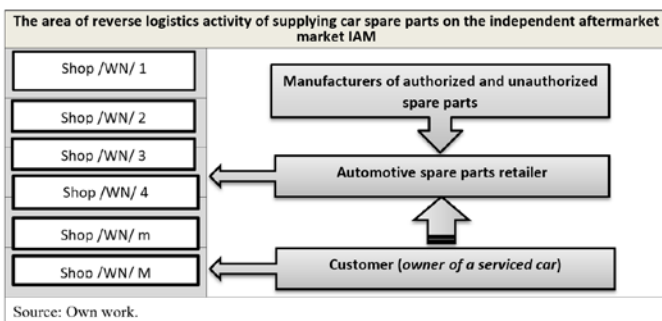 The area of reverse logistics activity of supplying car spare parts on the independent aftermarket
market IAM
Shop /WN/ 1
Shop /WN/ 2
Shop /WN/ 3
Shop /WN/ 4
Shop /WN/ m
Shop /WN/ M
Manufacturers of authorized and unauthorized
spare parts
Automotive spare parts retailer
Customer (owner of a serviced car)
Source: Own work.